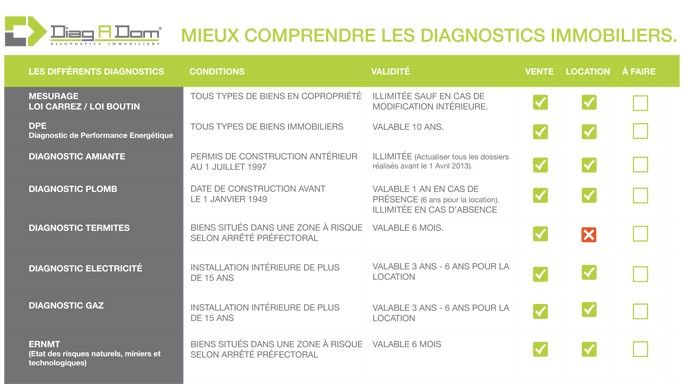 Diag A Dom
DIAGNOSTICS IMMOBILIERS
MIEUX COMPRENDRE LES DIAGNOSTICS IMMOBILIERS.
LES DIFFÉRENTS DIAGNOSTICS CONDITIONS VALIDITÉ VENTE LOCATION À FAIRE
MESURAGE
LOI CARREZ / LOI BOUTIN
TOUS TYPES DE BIENS EN COPROPRIÉTÉ
ILLIMITÉE SAUF EN CAS DE
MODIFICATION INTÉRIEURE.
DPE
Diagnostic de Performance Energétique
TOUS TYPES DE BIENS IMMOBILIERS
VALABLE 10 ANS.
DIAGNOSTIC AMIANTE
PERMIS DE CONSTRUCTION ANTÉRIEUR
AU 1 JUILLET 1997
ILLIMITÉE (Actualiser tous les dossiers
réalisés avant le 1 Avril 2013).
DIAGNOSTIC PLOMB
DATE DE CONSTRUCTION AVANT
LE 1 JANVIER 1949
VALABLE 1 AN EN CAS DE
PRÉSENCE (6 ans pour la location).
ILLIMITÉE EN CAS D'ABSENCE
DIAGNOSTIC TERMITES
BIENS SITUÉS DANS UNE ZONE À RISQUE
SELON ARRÊTÉ PRÉFECTORAL
VALABLE 6 MOIS.
DIAGNOSTIC ELECTRICITÉ
INSTALLATION INTÉRIEURE DE PLUS
DE 15 ANS
VALABLE 3 ANS - 6 ANS POUR LA
LOCATION
DIAGNOSTIC GAZ
INSTALLATION INTÉRIEURE DE PLUS
DE 15 ANS
VALABLE 3 ANS - 6 ANS POUR LA
LOCATION
ERNMT
(Etat des risques naturels, miniers et
technologiques)
BIENS SITUÉS DANS UNE ZONE À RISQUE
SELON ARRÊTÉ PRÉFECTORAL
VALABLE 6 MOIS